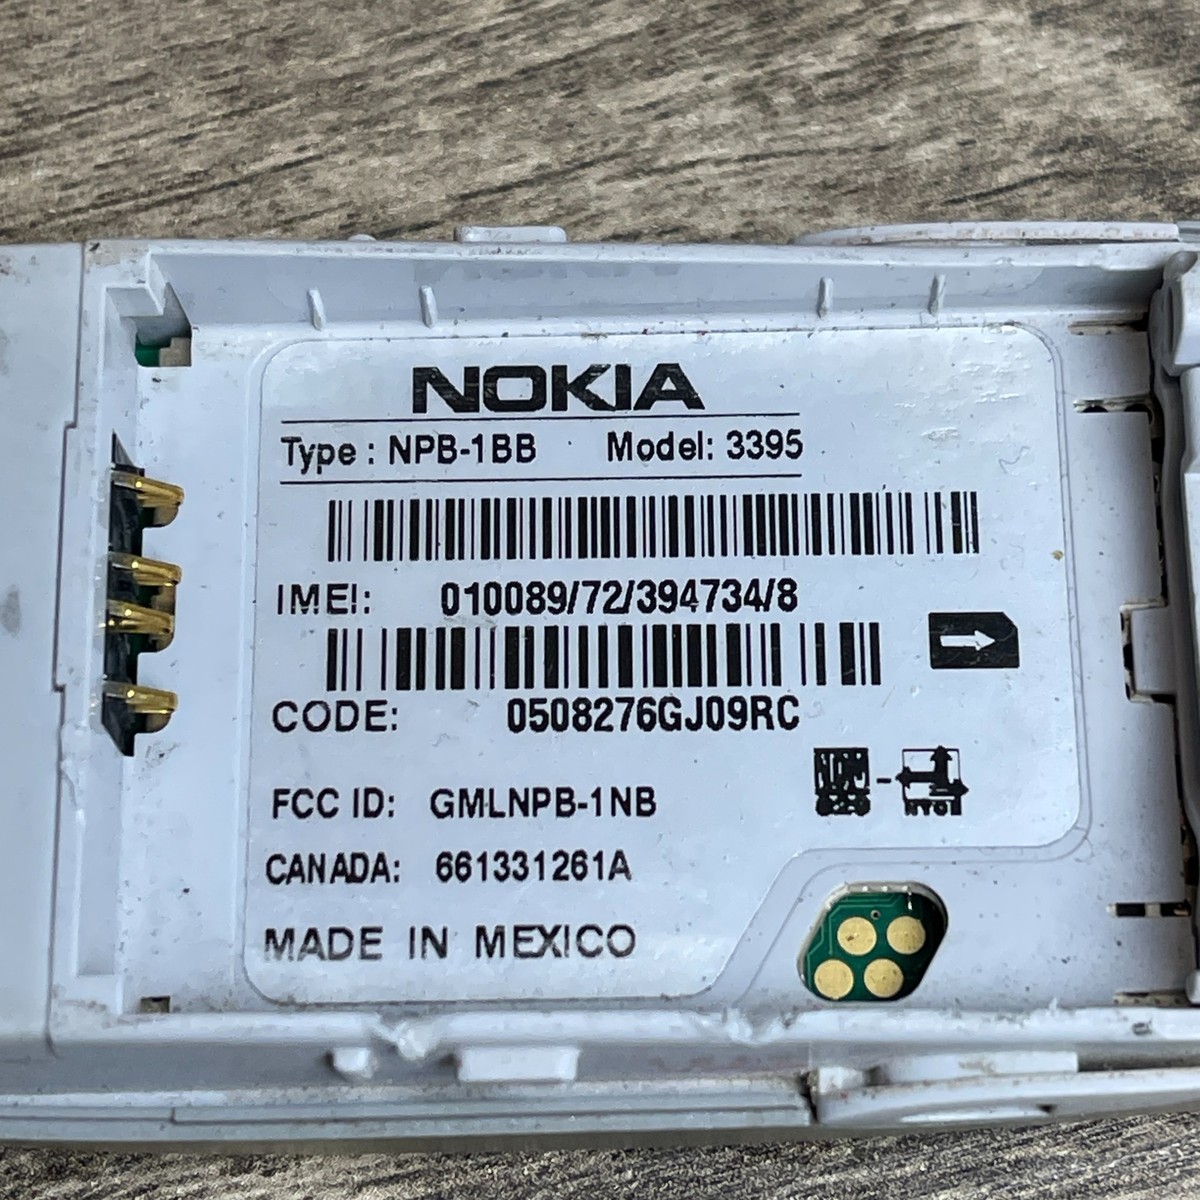 NOKIA
Type : NPB-1BB Model: 3395
IMEI: 010089/72/394734/8
CODE: 0508276GJ09RC
FCC ID: GMLNPB-1NB
CANADA: 661331261A
MADE IN MEXICO